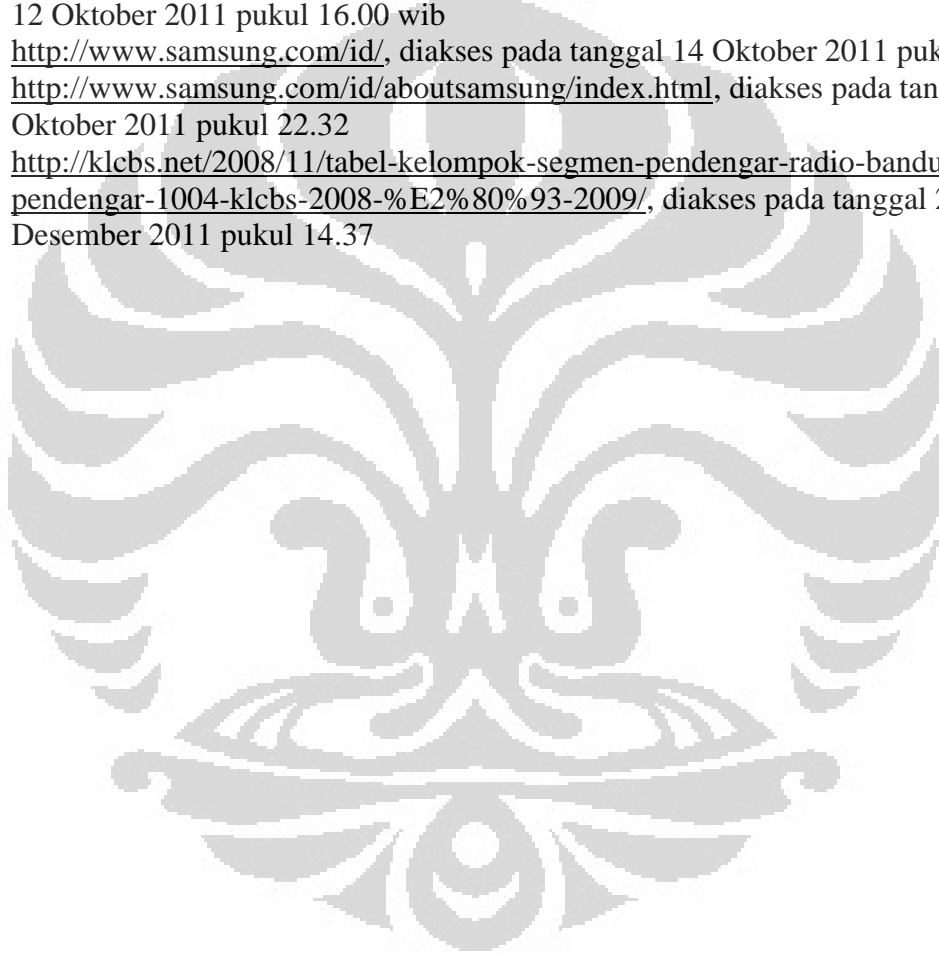 12 Oktober 2011 pukul 16.00 wib
http://www.samsung.com/id/, diakses pada tanggal 14 Oktober 2011 puk
http://www.samsung.com/id/aboutsamsung/index.html, diakses pada tan
Oktober 2011 pukul 22.32
http://klcbs.net/2008/11/tabel-kelompok-segmen-pendengar-radio-bandu
pendengar-1004-klcbs-2008-%E2%80%93-2009/, diakses pada tanggal 2
Desember 2011 pukul 14.37